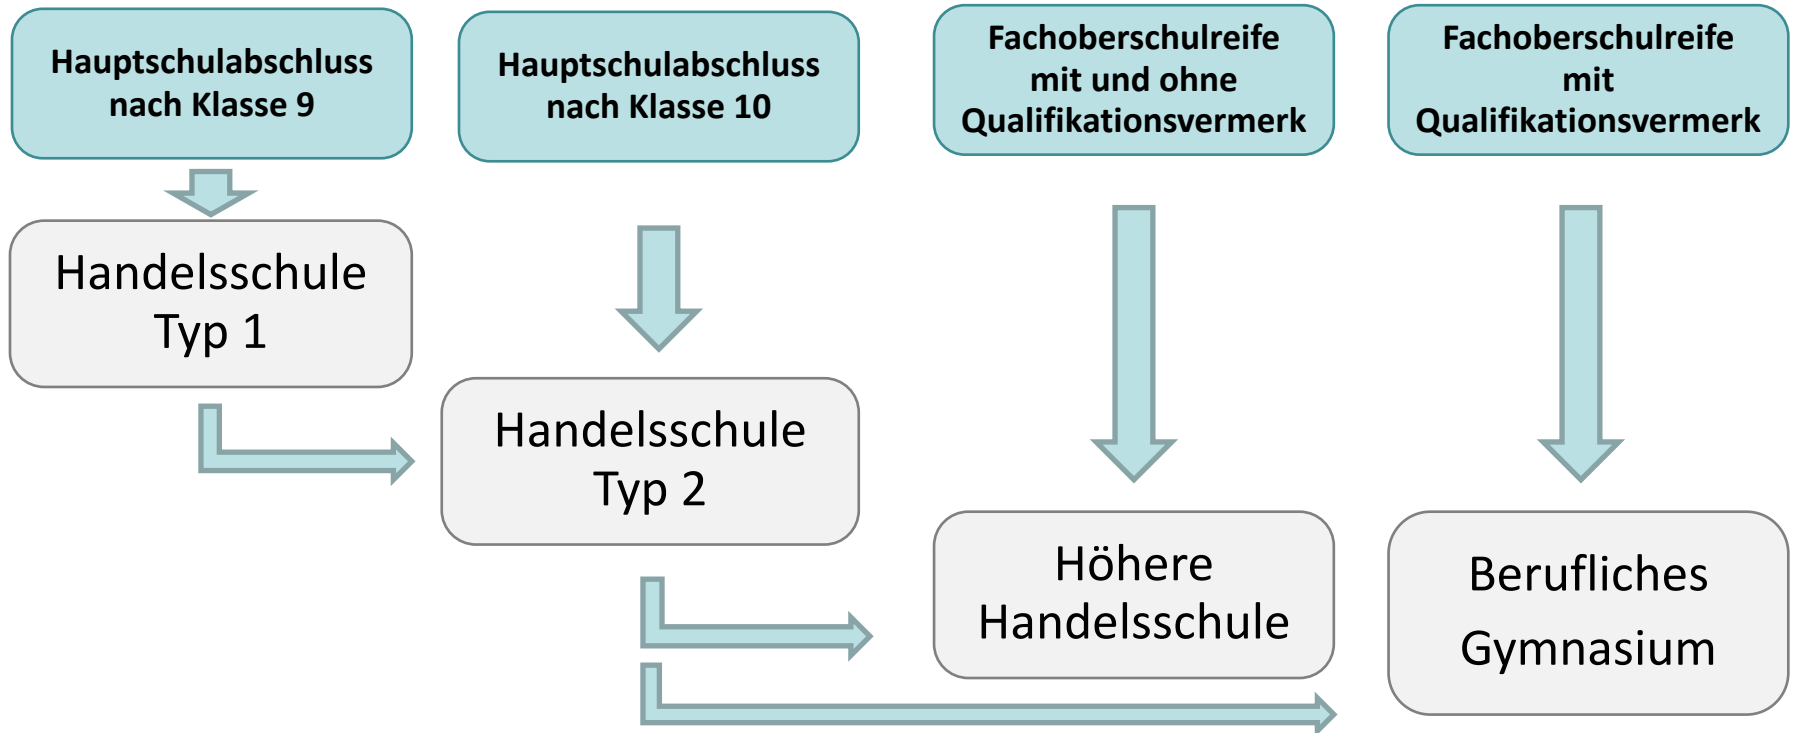 Hauptschulabschluss
nach Klasse 9
Hauptschulabschluss
nach Klasse 10
Fachoberschulreife
mit und ohne
Qualifikationsvermerk
Fachoberschulreife
mit
Qualifikationsvermerk
Handelsschule
Typ 1
Handelsschule
Typ 2
Höhere
Handelsschule
Berufliches
Gymnasium